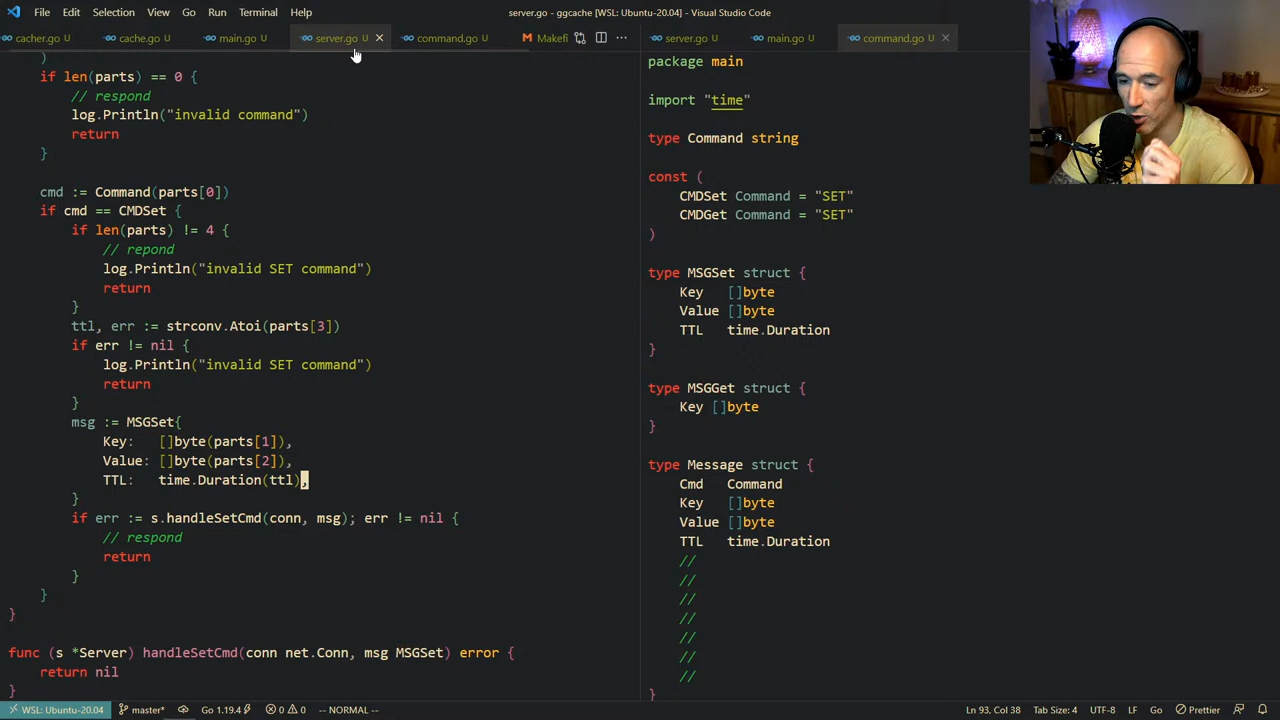 File Edit Selection View Go Run Terminal Help
server.go - ggcache [WSL: Ubuntu-20.04] - Visual Studio Code
cacher.go U cache.go U main.go U server.go U command.go U Makefi
)
if len(parts) == 0 {
// respond
log.Println("invalid command")
return
}
cmd := Command(parts[0])
if cmd == CMDSet {
if len(parts) != 4 {
// repond
log.Println("invalid SET command")
return
}
ttl, err := strconv.Atoi(parts[3])
if err != nil {
log.Println("invalid SET command")
return
}
msg := MSGSet{
Key: []byte(parts[1]),
Value: []byte(parts[2]),
TTL: time.Duration(ttl),
}
if err := s.handleSetCmd(conn, msg); err != nil {
// respond
return
}
}
}
func (s *Server) handleSetCmd(conn net.Conn, msg MSGSet) error {
return nil
}
server.go U main.go U command.go U
package main
import "time"
type Command string
const (
CMDSet Command = "SET"
CMDGet Command = "SET"
)
type MSGSet struct {
Key []byte
Value []byte
TTL time.Duration
}
type MSGGet struct {
Key []byte
}
type Message struct {
Cmd Command
Key []byte
Value []byte
TTL time.Duration
//
//
//
//
//
//
//
}
WSL: Ubuntu-20.04 master* Go 1.19.4 0 0 -- NORMAL -- Ln 93, Col 38 Tab Size: 4 UTF-8 LF Go Prettier